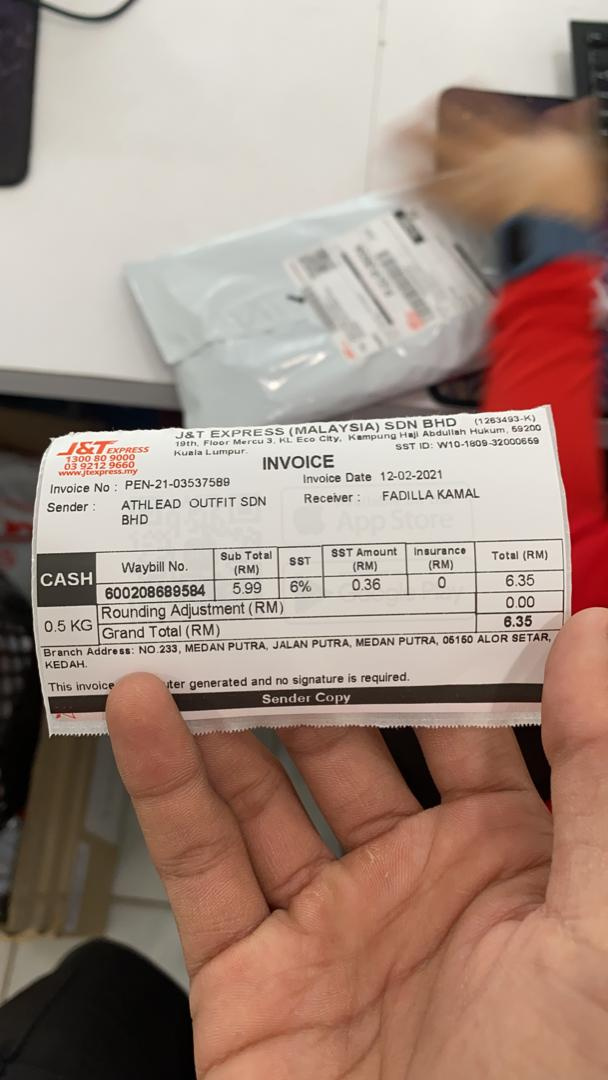 J&T EXPRESS
1300 80 9000
03 9212 9660
www.jtexpress.my
J&T EXPRESS (MALAYSIA) SDN BHD (1263493-K)
19th, Floor Mercu 3, KL Eco City, Kampung Haji Abdullah Hukum, 59200
Kuala Lumpur. SST ID: W10-1809-32000659
INVOICE
Invoice No : PEN-21-03537589 Invoice Date 12-02-2021
Sender : ATHLEAD OUTFIT SDN BHD
Receiver : FADILLA KAMAL
App Store
CASH Waybill No. Sub Total (RM) SST SST Amount (RM) Insurance (RM) Total (RM)
600208689584 5.99 6% 0.36 0 6.35
0.5 KG Rounding Adjustment (RM) 0.00
Grand Total (RM) 6.35
Branch Address: NO.233, MEDAN PUTRA, JALAN PUTRA, MEDAN PUTRA, 05150 ALOR SETAR,
KEDAH.
This invoice generated and no signature is required.
Sender Copy